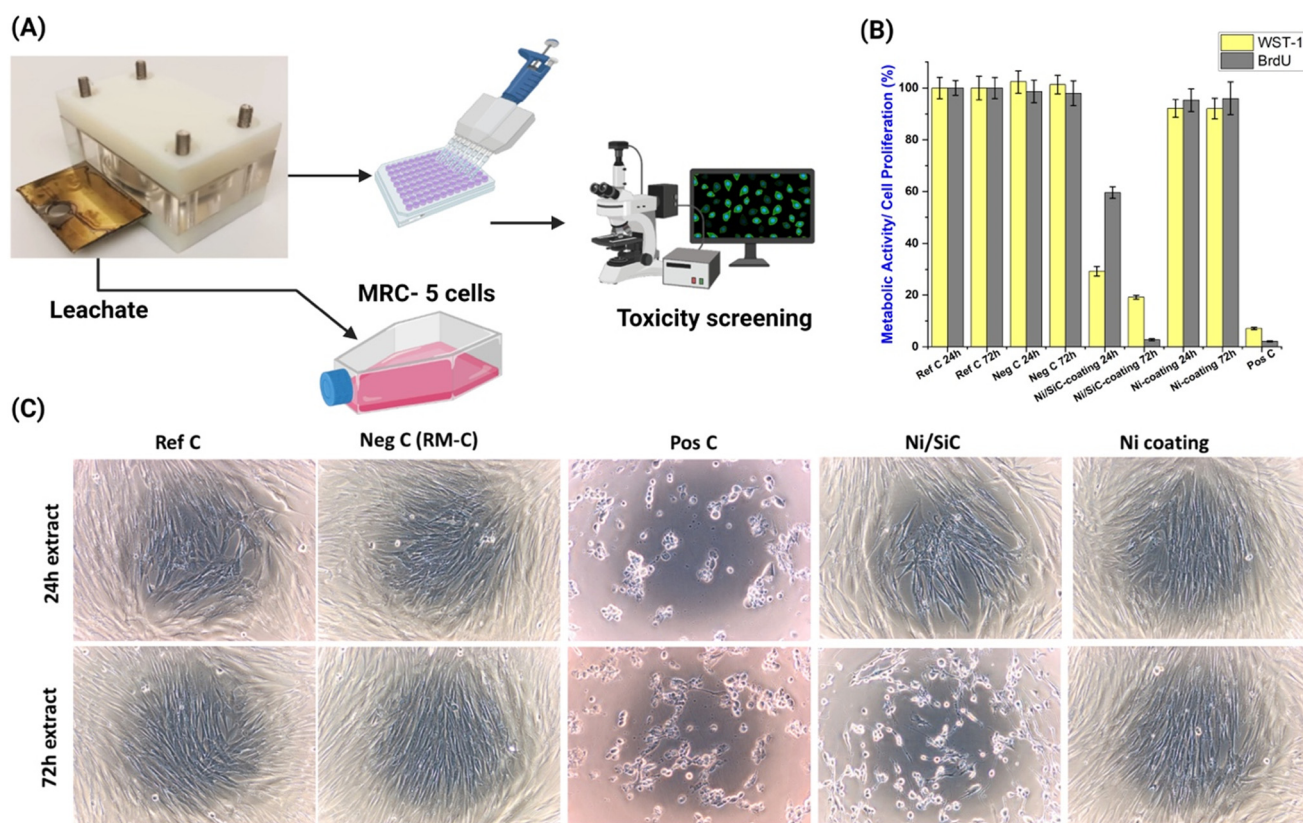 (A)
Leachate
MRC- 5 cells
Toxicity screening
(B)
WST-1
BrdU
Metabolic Activity/ Cell Proliferation (%)
100
80
60
40
20
0
Ref C 24h
Ref C 72h
Neg C 24h
Neg C 72h
Ni/SiC-coating 24h
Ni/SiC-coating 72h
Ni-coating 24h
Ni-coating 72h
Pos C
(C)
Ref C
Neg C (RM-C)
Pos C
Ni/SiC
Ni coating
24h extract
72h extract